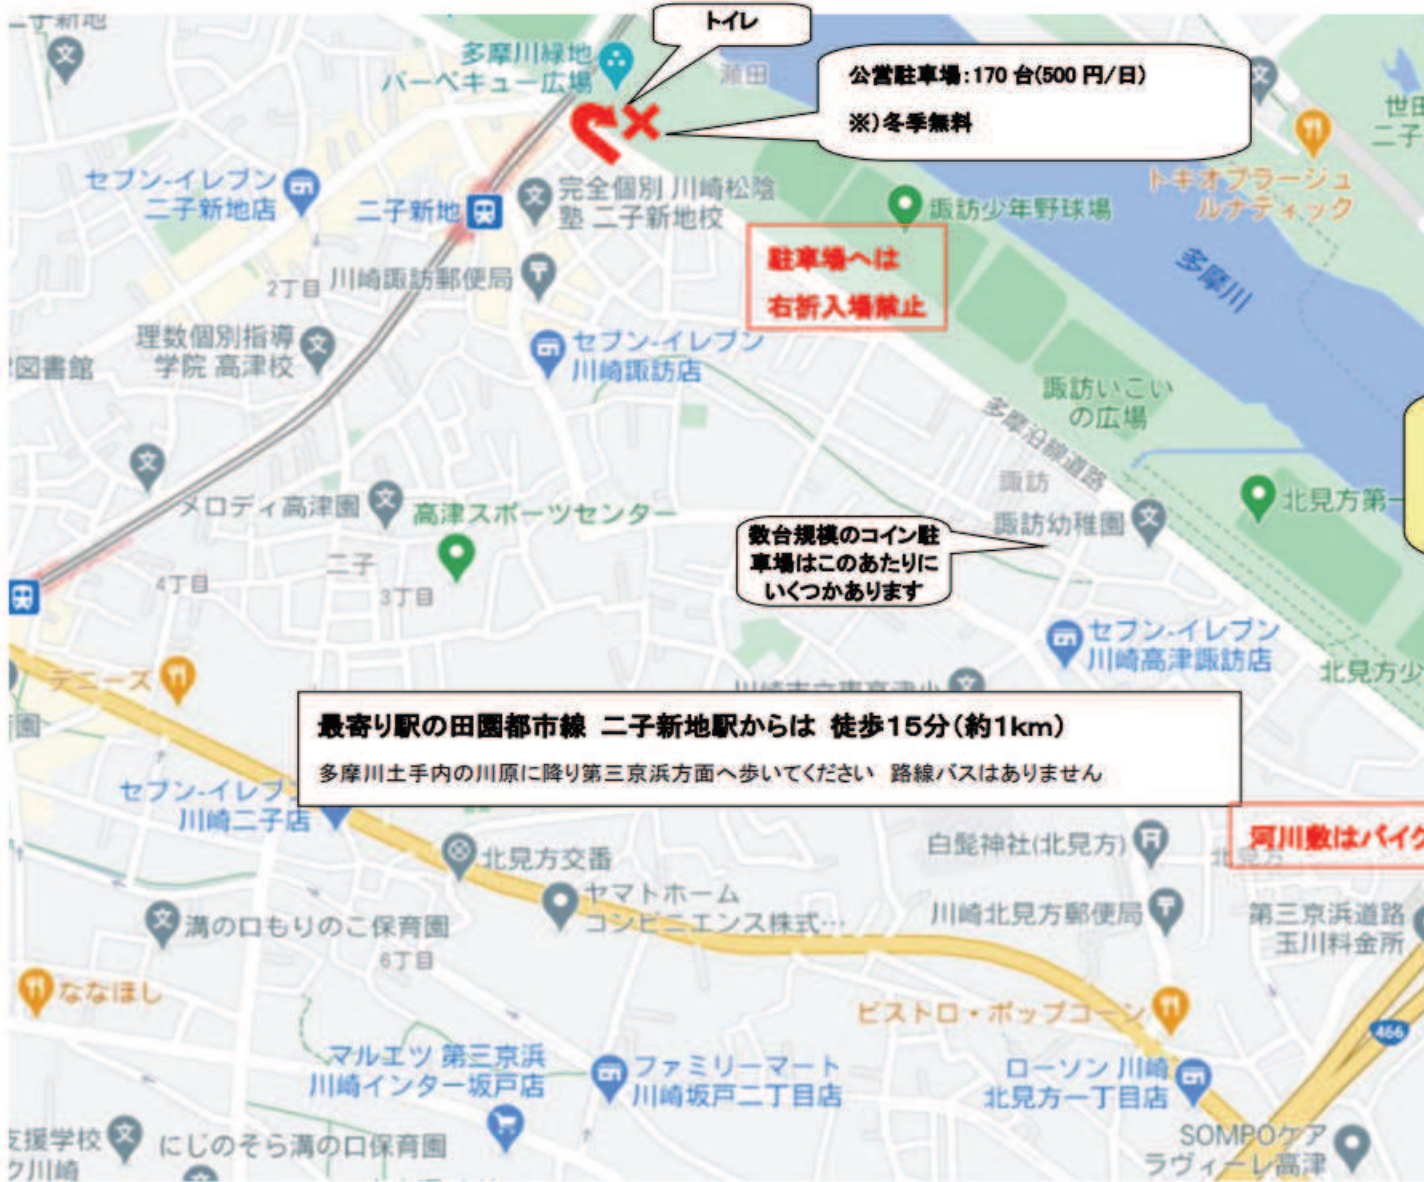 二子新地
トイレ
多摩川緑地
バーベキュー広場
瀬田
公営駐車場:170 台(500 円/日)
※)冬季無料
世田
二子
トキオプラージュ
ルナティック
セブン-イレブン
二子新地店
二子新地
完全個別 川崎松陰
塾 二子新地校
諏訪少年野球場
駐車場へは
右折入場禁止
多摩川
2丁目
川崎諏訪郵便局
理数個別指導
学院 高津校
図書館
セブン-イレブン
川崎諏訪店
諏訪いこい
の広場
多摩沿線道路
諏訪
諏訪幼稚園
北見方第一
メロディ高津園
高津スポーツセンター
数台規模のコイン駐
車場はこのあたりに
いくつかあります
二子
4丁目
3丁目
セブン-イレブン
川崎高津諏訪店
北見方少
デニーズ
園
最寄り駅の田園都市線 二子新地駅からは 徒歩15分(約1km)
多摩川土手内の川原に降り第三京浜方面へ歩いてください 路線バスはありません
セブン-イレブン
川崎二子店
河川敷はバイク
北見方交番
白髭神社(北見方)
ヤマトホーム
コンビニエンス株式…
川崎北見方郵便局
第三京浜道路
玉川料金所
溝の口もりのこ保育園
6丁目
ななほし
ビストロ・ポップコーン
466
マルエツ 第三京浜
川崎インター坂戸店
ファミリーマート
川崎坂戸二丁目店
ローソン 川崎
北見方一丁目店
支援学校
ク川崎
にじのそら溝の口保育園
SOMPOケア
ラヴィーレ高津